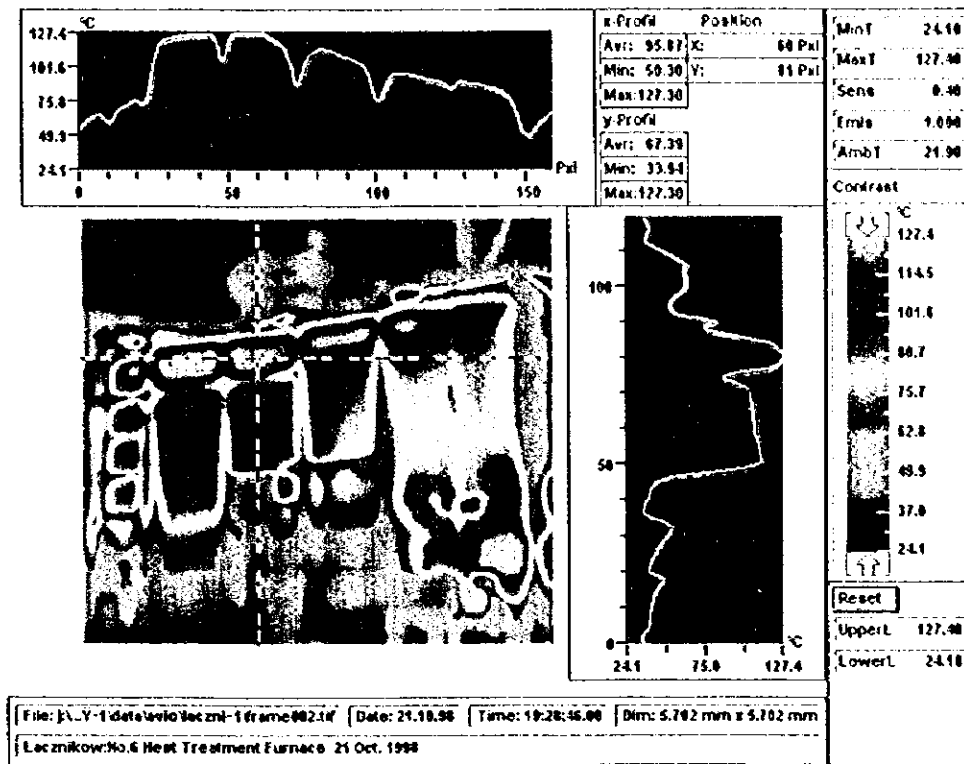 °C
127.4
101.6
75.8
49.9
24.1
0
50
100
150
Pxl
x-Profil Position
Avr: 95.87 X: 60 Pxl
Min: 50.30 Y: 81 Pxl
Max:127.30
y-Profil
Avr: 67.39
Min: 33.94
Max:127.30
MinT 24.10
MaxT 127.40
Sens 0.40
Emis 1.000
AmbT 21.90
Contrast
°C
127.4
114.5
101.6
88.7
75.7
62.8
49.9
37.0
24.1
Reset
UpperL 127.40
LowerL 24.10
100
50
0
24.1 75.8 127.4
°C
Date: 21.10.98 Time: 10:28:46.00 Dim: 5.702 mm x 5.702 mm
Lacznikow:No.6 Heat Treatment Furnace 21 Oct. 1998